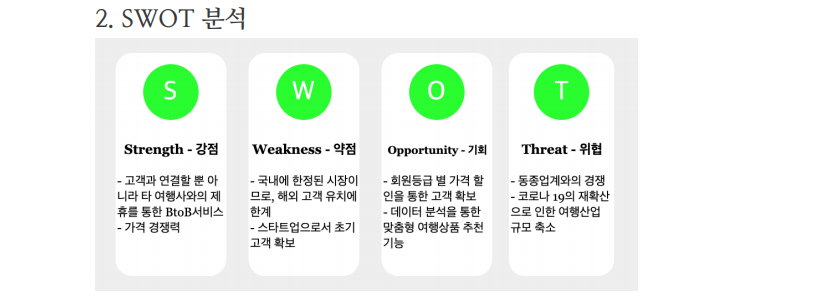 2. SWOT 분석
S
Strength - 강점
- 고객과 연결할 뿐 아
니라 타 여행사와의 제
휴를 통한 BtoB서비스
- 가격 경쟁력
W
Weakness - 약점
- 국내에 한정된 시장이
므로, 해외 고객 유치에
한계
- 스타트업으로서 초기
고객 확보
O
Opportunity - 기회
- 회원등급 별 가격 할
인을 통한 고객 확보
- 데이터 분석을 통한
맞춤형 여행상품 추천
기능
T
Threat - 위협
- 동종업계와의 경쟁
- 코로나 19의 재확산
으로 인한 여행산업
규모 축소